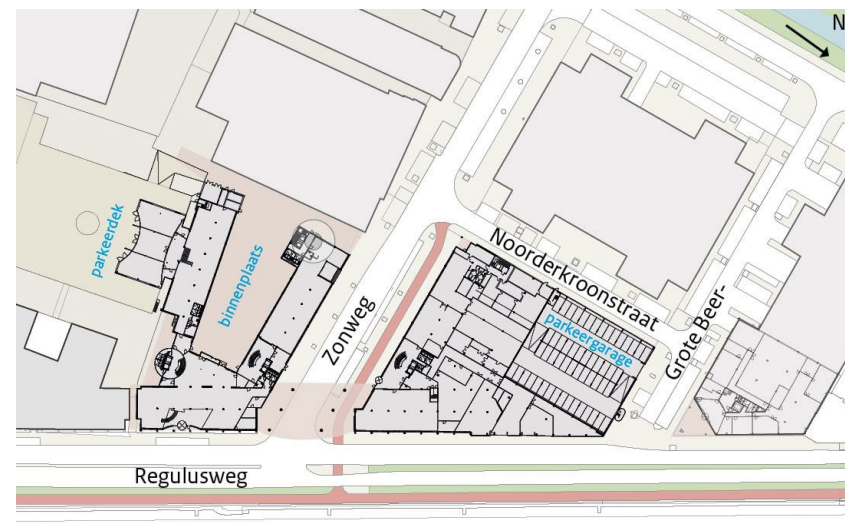 N
parkeerdek
binnenplaats
Zonweg
Noorderkroonstraat
parkeergarage
Grote Beer-
Regulusweg